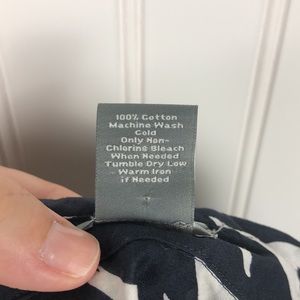 100% Cotton
Machine Wash
Cold
Only Non-
Chlorine Bleach
When Needed
Tumble Dry Low
Warm Iron
if Needed